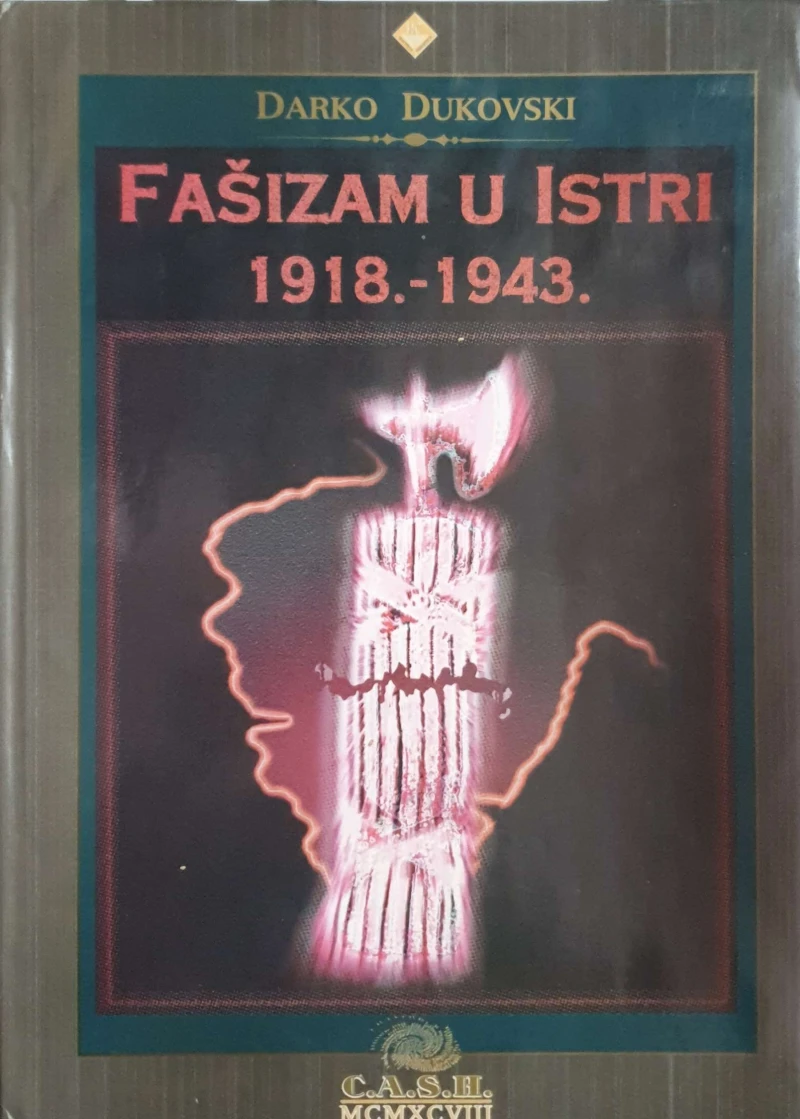 DARKO DUKOVSKI
FAŠIZAM U ISTRI
1918.-1943.
C.A.S.H.
MCMXCVIII